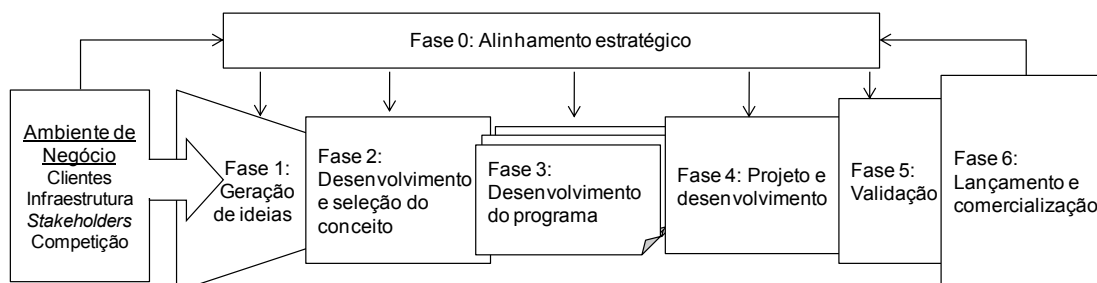 Fase 0: Alinhamento estratégico
Ambiente de
Negócio
Clientes
Infraestrutura
Stakeholders
Competição
Fase 1:
Geração
de ideias
Fase 2:
Desenvolvimento
e seleção do
conceito
Fase 3:
Desenvolvimento
do programa
Fase 4: Projeto e
desenvolvimento
Fase 5:
Validação
Fase 6:
Lançamento e
comercialização